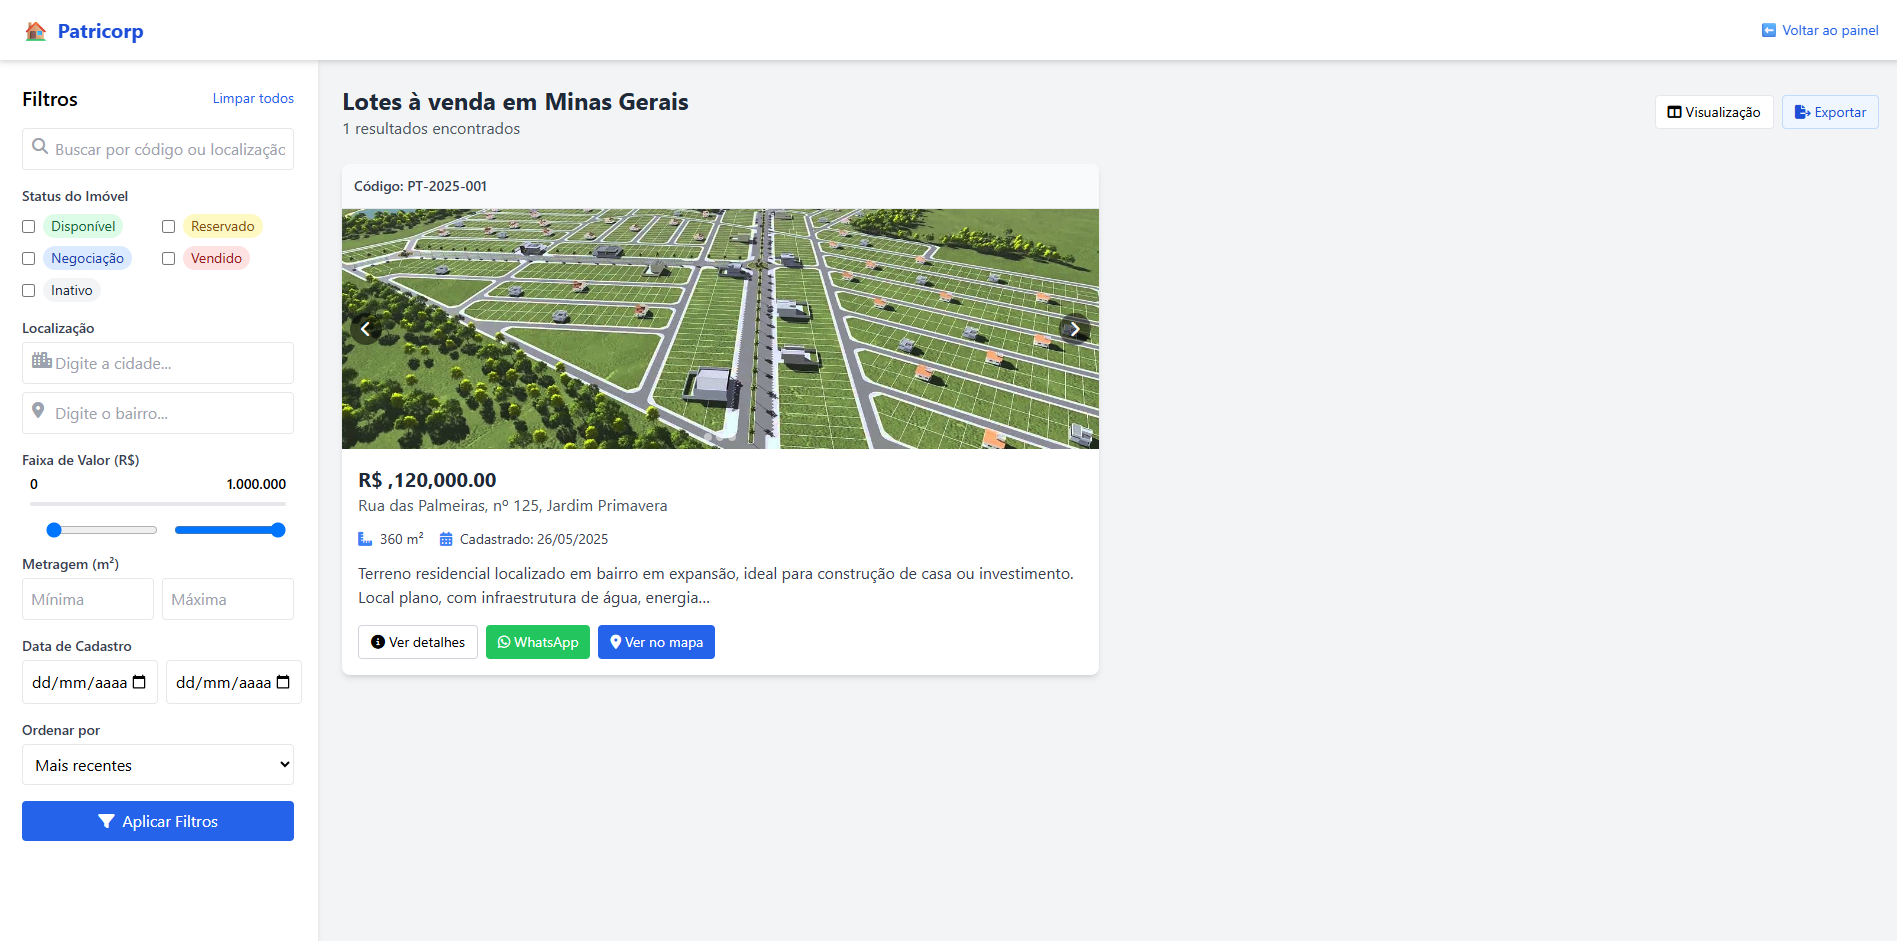 Patricorp
Voltar ao painel
Filtros
Limpar todos
Buscar por código ou localização
Status do Imóvel
Disponível
Reservado
Negociação
Vendido
Inativo
Localização
Digite a cidade...
Digite o bairro...
Faixa de Valor (R$)
0
1.000.000
Metragem (m²)
Mínima
Máxima
Data de Cadastro
dd/mm/aaaa
dd/mm/aaaa
Ordenar por
Mais recentes
Aplicar Filtros
Lotes à venda em Minas Gerais
1 resultados encontrados
Visualização
Exportar
Código: PT-2025-001
R$ ,120,000.00
Rua das Palmeiras, nº 125, Jardim Primavera
360 m²
Cadastrado: 26/05/2025
Terreno residencial localizado em bairro em expansão, ideal para construção de casa ou investimento.
Local plano, com infraestrutura de água, energia...
Ver detalhes
WhatsApp
Ver no mapa